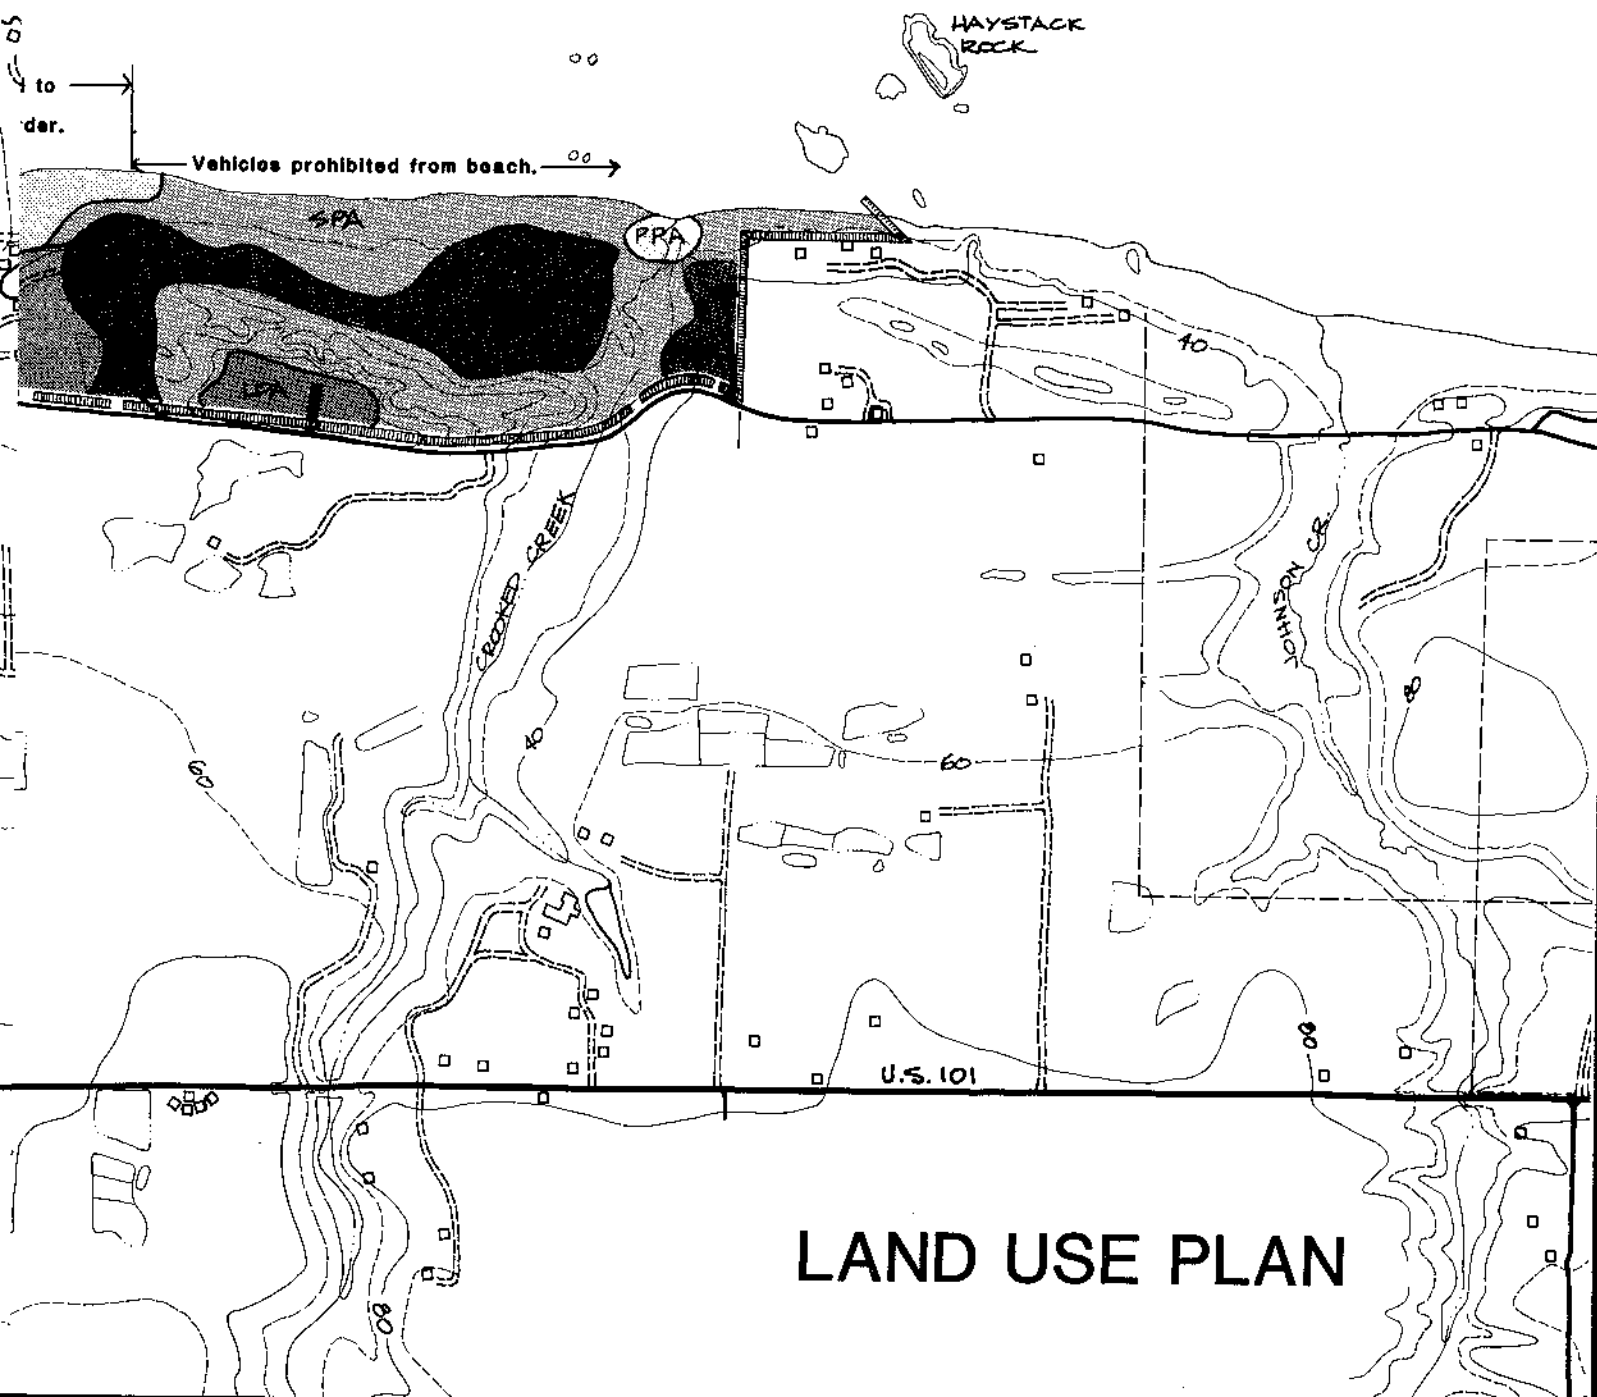 HAYSTACK
ROCK
to
der.
Vehicles prohibited from beach.
SPA
PPA
40
CROOKED CREEK
JOHNSON CR.
80
40
60
60
80
U.S. 101
LAND USE PLAN
80